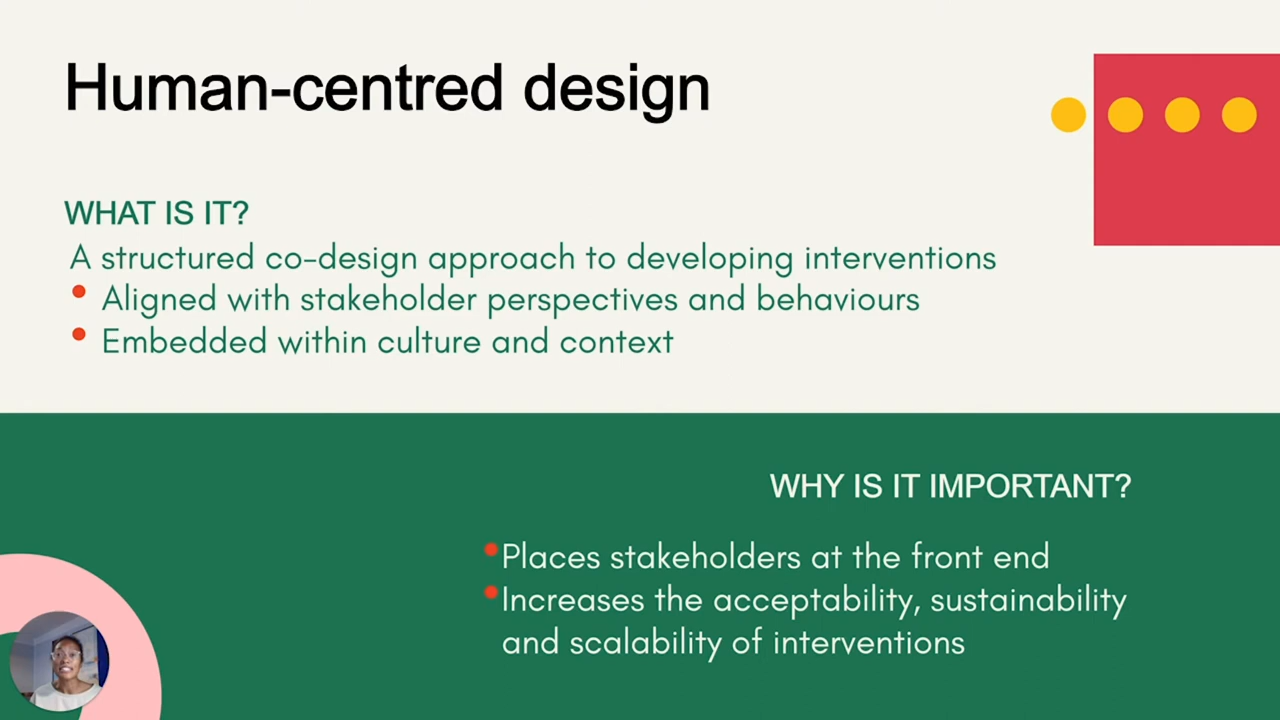 Human-centred design
WHAT IS IT?
A structured co-design approach to developing interventions
Aligned with stakeholder perspectives and behaviours
Embedded within culture and context
WHY IS IT IMPORTANT?
Places stakeholders at the front end
Increases the acceptability, sustainability
and scalability of interventions